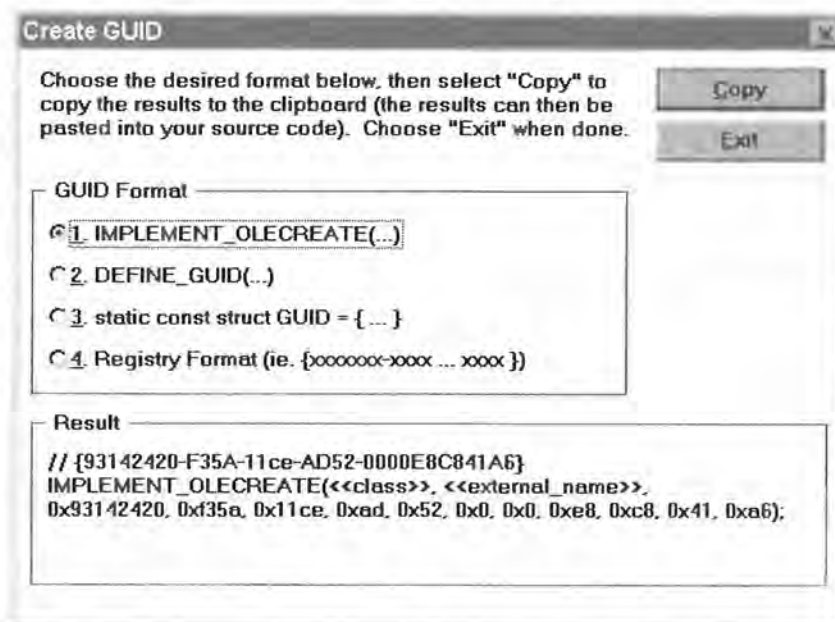 Create GUID
Choose the desired format below, then select "Copy" to
copy the results to the clipboard (the results can then be
pasted into your source code). Choose "Exit" when done.
Copy
Exit
GUID Format
1. IMPLEMENT_OLECREATE(...)
2. DEFINE_GUID(...)
3. static const struct GUID = { ... }
4. Registry Format (ie. {xxxxxxx-xxxx ... xxxx })
Result
// {93142420-F35A-11ce-AD52-0000E8C841A6}
IMPLEMENT_OLECREATE(<<class>>, <<external_name>>,
0x93142420, 0xf35a, 0x11ce, 0xad, 0x52, 0x0, 0x0, 0xe8, 0xc8, 0x41, 0xa6);